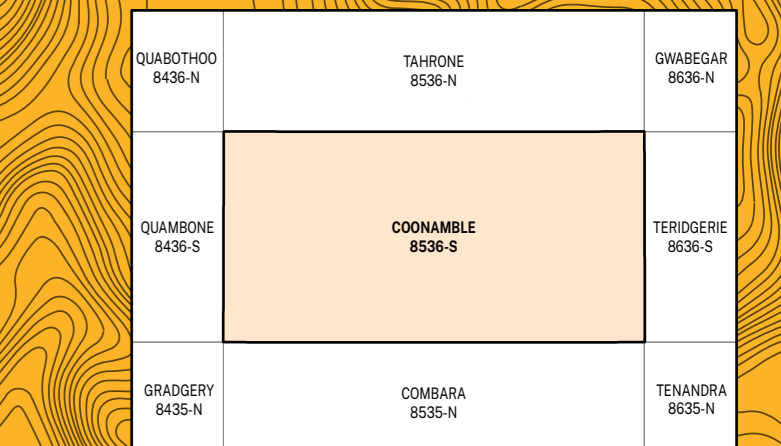 QUABOTHOO
8436-N
TAHRONE
8536-N
GWABEGAR
8636-N
QUAMBONE
8436-S
COONAMBLE
8536-S
TERIDGERIE
8636-S
GRADGERY
8435-N
COMBARA
8535-N
TENANDRA
8635-N